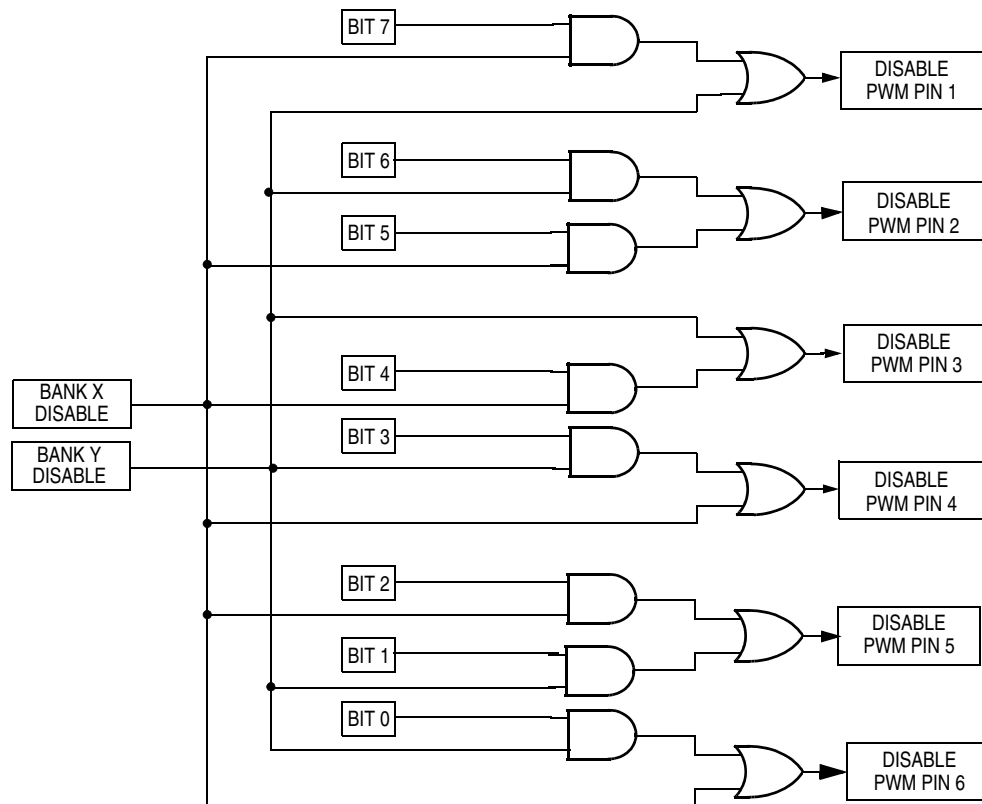 BIT 7
DISABLE
PWM PIN 1
BIT 6
DISABLE
PWM PIN 2
BIT 5
DISABLE
PWM PIN 3
BIT 4
BANK X
DISABLE
BIT 3
BANK Y
DISABLE
DISABLE
PWM PIN 4
BIT 2
DISABLE
PWM PIN 5
BIT 1
BIT 0
DISABLE
PWM PIN 6